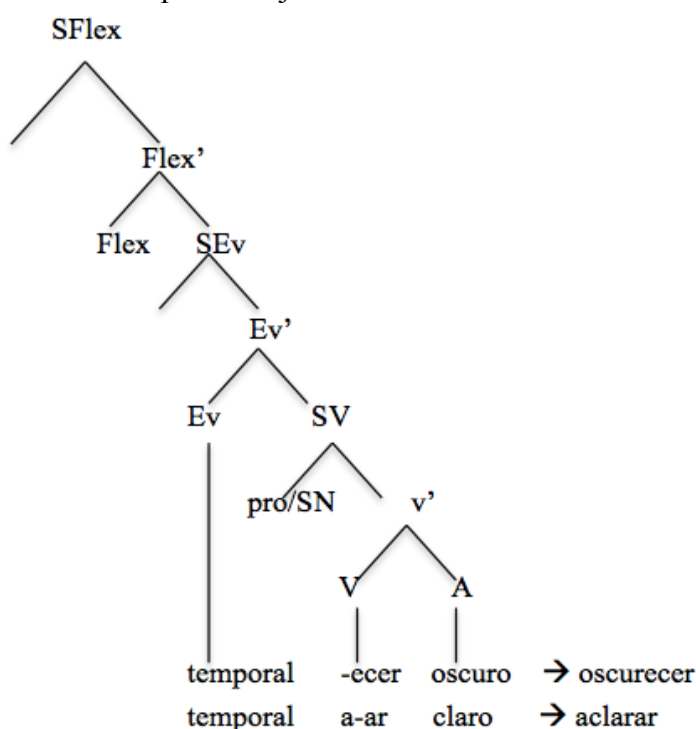 SFlex
Flex’
Flex SEv
Ev’
Ev SV
pro/SN v’
V A
temporal -ecer oscuro → oscurecer
temporal a-ar claro → aclarar